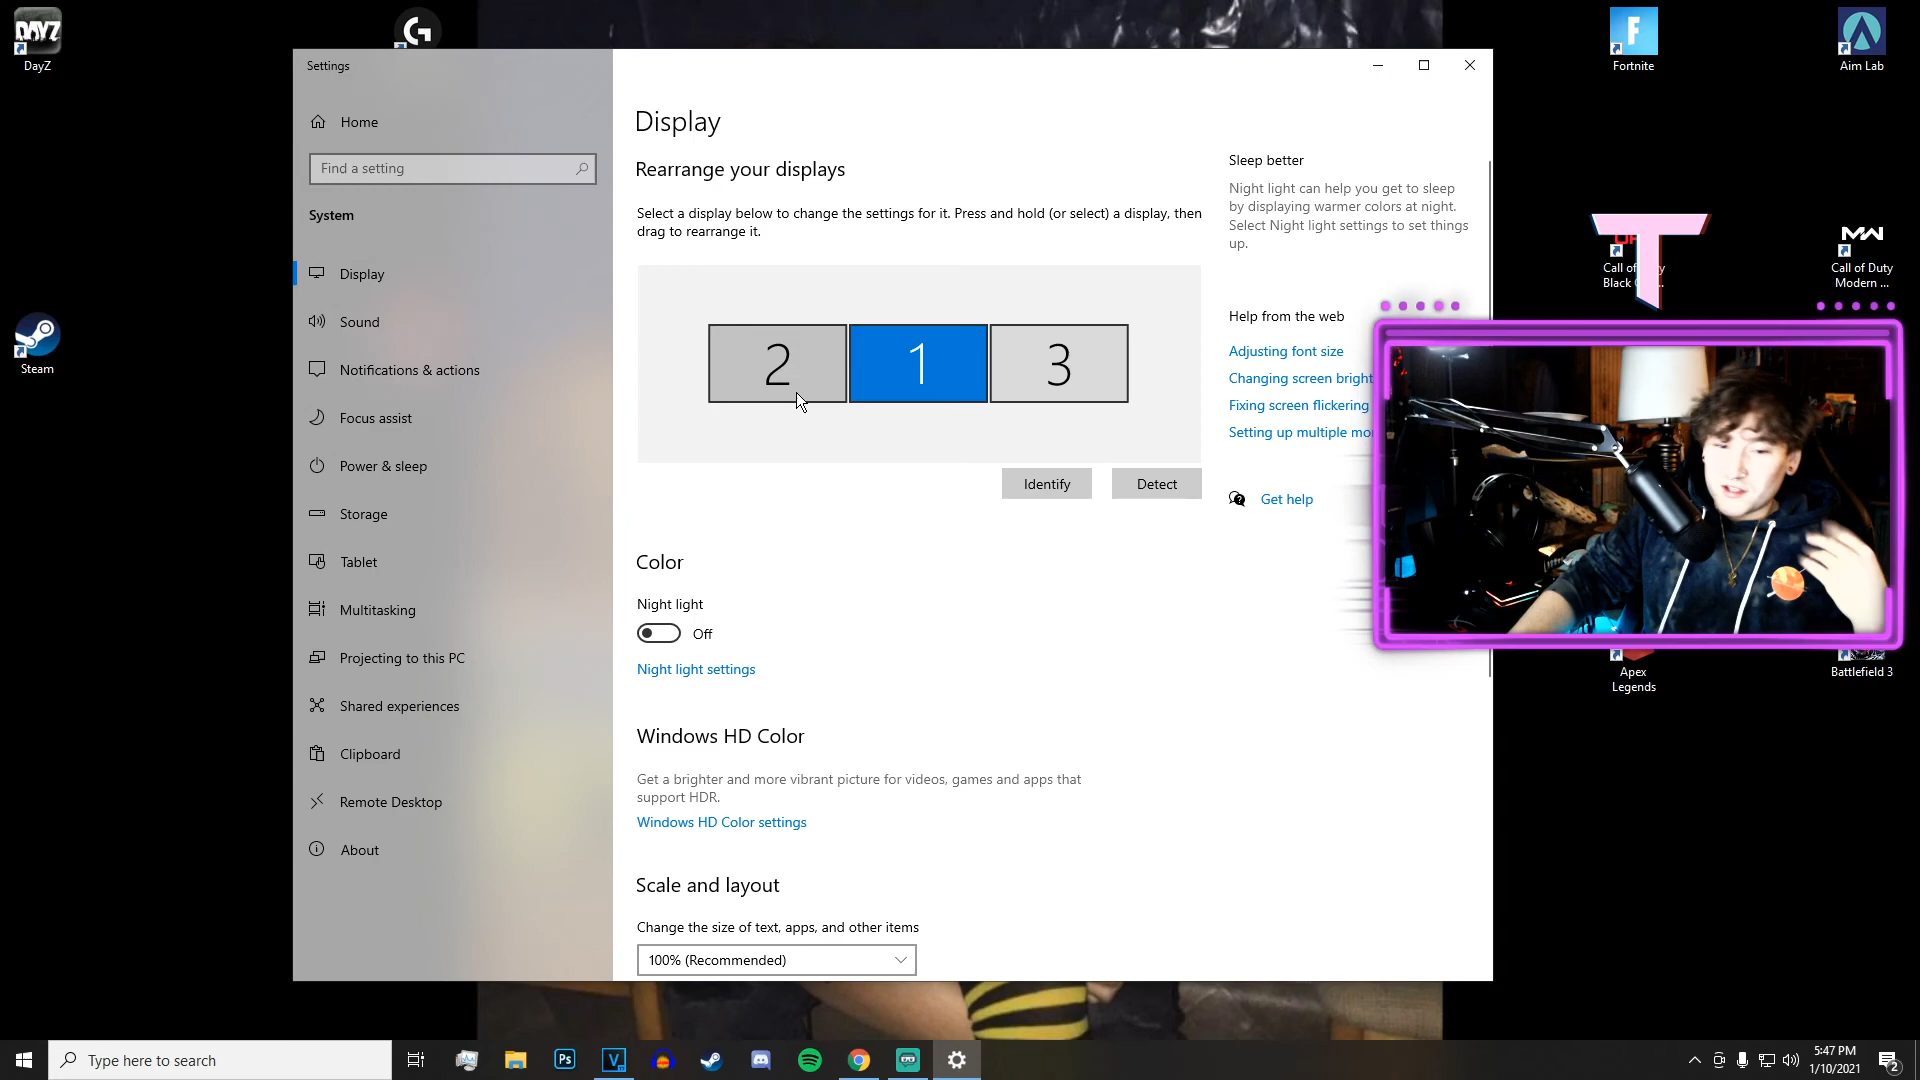 DAYZ
DayZ
Steam
Settings
Home
Find a setting
System
Display
Sound
Notifications & actions
Focus assist
Power & sleep
Storage
Tablet
Multitasking
Projecting to this PC
Shared experiences
Clipboard
Remote Desktop
About
Display
Rearrange your displays
Select a display below to change the settings for it. Press and hold (or select) a display, then
drag to rearrange it.
2
1
3
Identify
Detect
Color
Night light
Off
Night light settings
Windows HD Color
Get a brighter and more vibrant picture for videos, games and apps that
support HDR.
Windows HD Color settings
Scale and layout
Change the size of text, apps, and other items
100% (Recommended)
Sleep better
Night light can help you get to sleep
by displaying warmer colors at night.
Select Night light settings to set things
up.
Help from the web
Adjusting font size
Changing screen bright
Fixing screen flickering
Setting up multiple
Get help
Fortnite
Aim Lab
T
Call of
Black
MW
Call of Duty
Modern ...
Apex
Legends
Battlefield 3
Type here to search
Ps
V
5:47 PM
1/10/2021
2